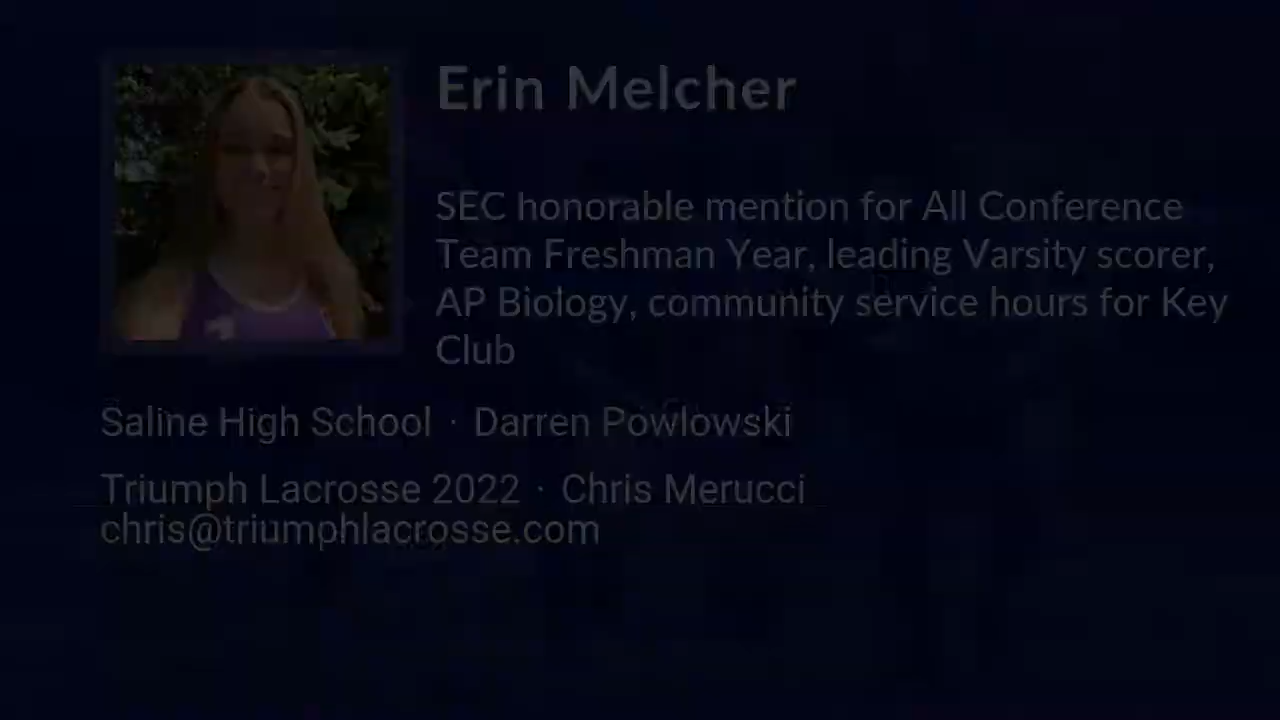 Erin Melcher
SEC honorable mention for All Conference
Team Freshman Year, leading Varsity scorer,
AP Biology, community service hours for Key
Club
Saline High School · Darren Powlowski
Triumph Lacrosse 2022 · Chris Merucci
chris@triumphlacrosse.com